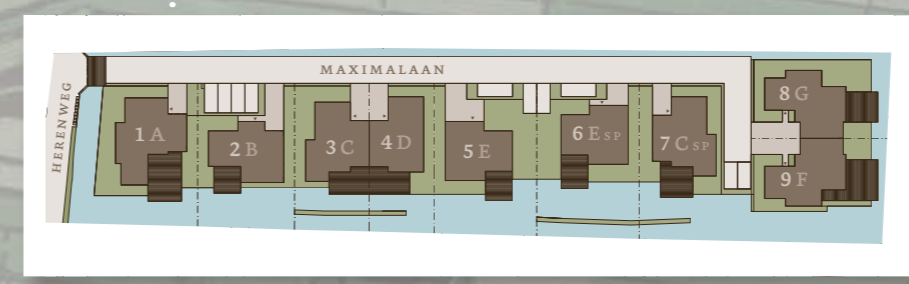 MAXIMALAAN
HERENWEG
1 A
2 B
3 C
4 D
5 E
6 E SP
7 C SP
8 G
9 F